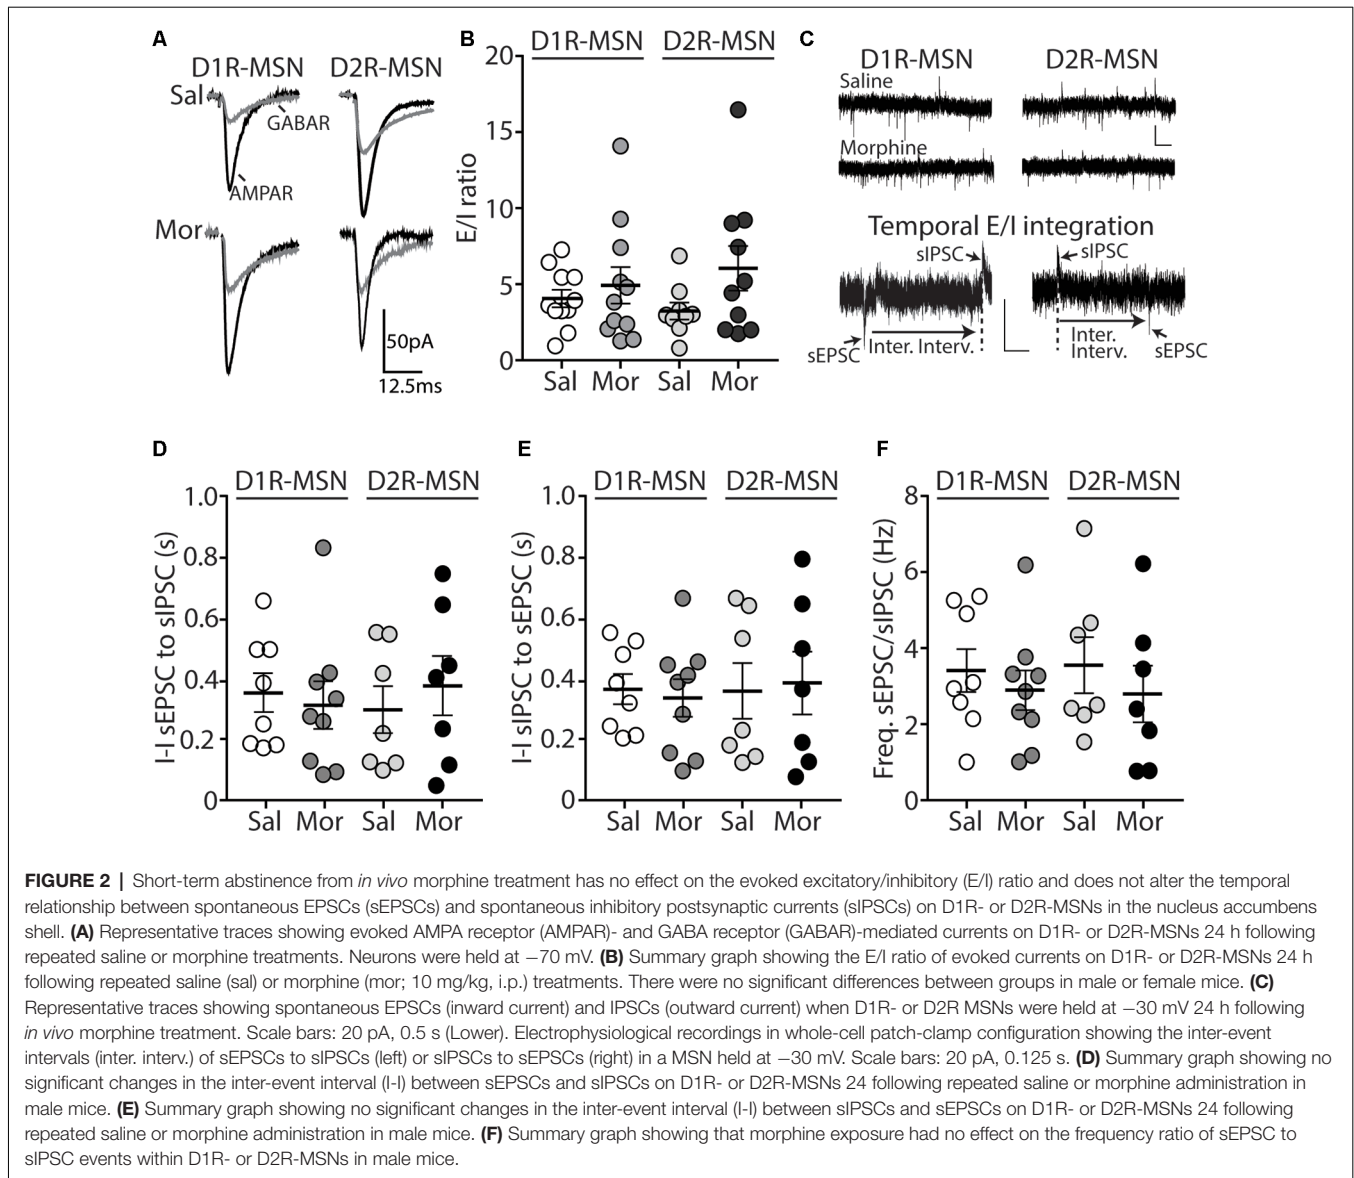 A
D1R-MSN D2R-MSN
Sal
GABAR
AMPAR
Mor
50pA
12.5ms
B
D1R-MSN D2R-MSN
E/I ratio
20
15
10
5
0
Sal Mor Sal Mor
C
D1R-MSN D2R-MSN
Saline
Morphine
Temporal E/I integration
sIPSC sIPSC
sEPSC
Inter. Interv.
Inter.
Interv.
sEPSC
D
D1R-MSN D2R-MSN
I-I sEPSC to sIPSC (s)
1.0
0.8
0.6
0.4
0.2
0
Sal Mor Sal Mor
E
D1R-MSN D2R-MSN
I-I sIPSC to sEPSC (s)
1.0
0.8
0.6
0.4
0.2
0
Sal Mor Sal Mor
F
D1R-MSN D2R-MSN
Freq. sEPSC/sIPSC (Hz)
8
6
4
2
0
Sal Mor Sal Mor
FIGURE 2 | Short-term abstinence from in vivo morphine treatment has no effect on the evoked excitatory/inhibitory (E/I) ratio and does not alter the temporal
relationship between spontaneous EPSCs (sEPSCs) and spontaneous inhibitory postsynaptic currents (sIPSCs) on D1R- or D2R-MSNs in the nucleus accumbens
shell. (A) Representative traces showing evoked AMPA receptor (AMPAR)- and GABA receptor (GABAR)-mediated currents on D1R- or D2R-MSNs 24 h following
repeated saline or morphine treatments. Neurons were held at −70 mV. (B) Summary graph showing the E/I ratio of evoked currents on D1R- or D2R-MSNs 24 h
following repeated saline (sal) or morphine (mor; 10 mg/kg, i.p.) treatments. There were no significant differences between groups in male or female mice. (C)
Representative traces showing spontaneous EPSCs (inward current) and IPSCs (outward current) when D1R- or D2R MSNs were held at −30 mV 24 h following
in vivo morphine treatment. Scale bars: 20 pA, 0.5 s (Lower). Electrophysiological recordings in whole-cell patch-clamp configuration showing the inter-event
intervals (inter. interv.) of sEPSCs to sIPSCs (left) or sIPSCs to sEPSCs (right) in a MSN held at −30 mV. Scale bars: 20 pA, 0.125 s. (D) Summary graph showing no
significant changes in the inter-event interval (I-I) between sEPSCs and sIPSCs on D1R- or D2R-MSNs 24 following repeated saline or morphine administration in
male mice. (E) Summary graph showing no significant changes in the inter-event interval (I-I) between sIPSCs and sEPSCs on D1R- or D2R-MSNs 24 following
repeated saline or morphine administration in male mice. (F) Summary graph showing that morphine exposure had no effect on the frequency ratio of sEPSC to
sIPSC events within D1R- or D2R-MSNs in male mice.